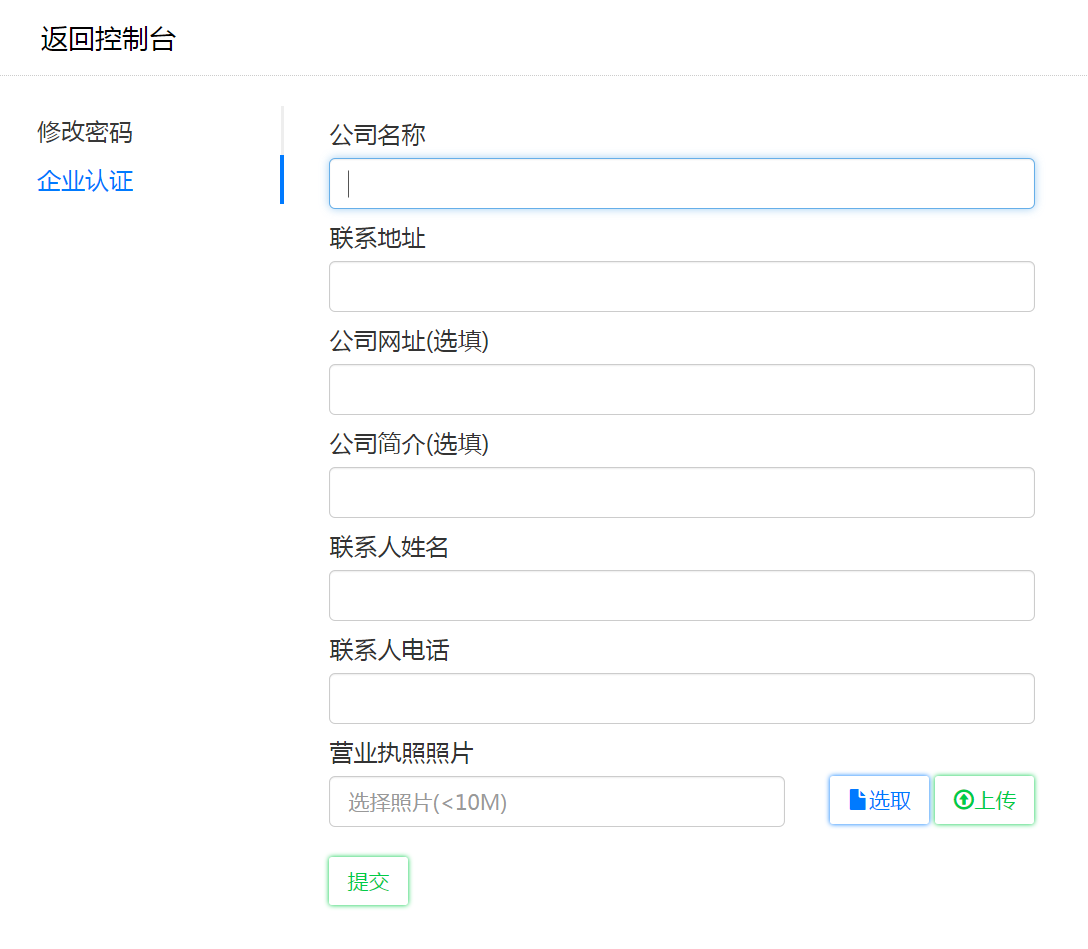 返回控制台
修改密码
企业认证
公司名称
联系地址
公司网址(选填)
公司简介(选填)
联系人姓名
联系人电话
营业执照照片
选择照片(<10M)
选取
上传
提交